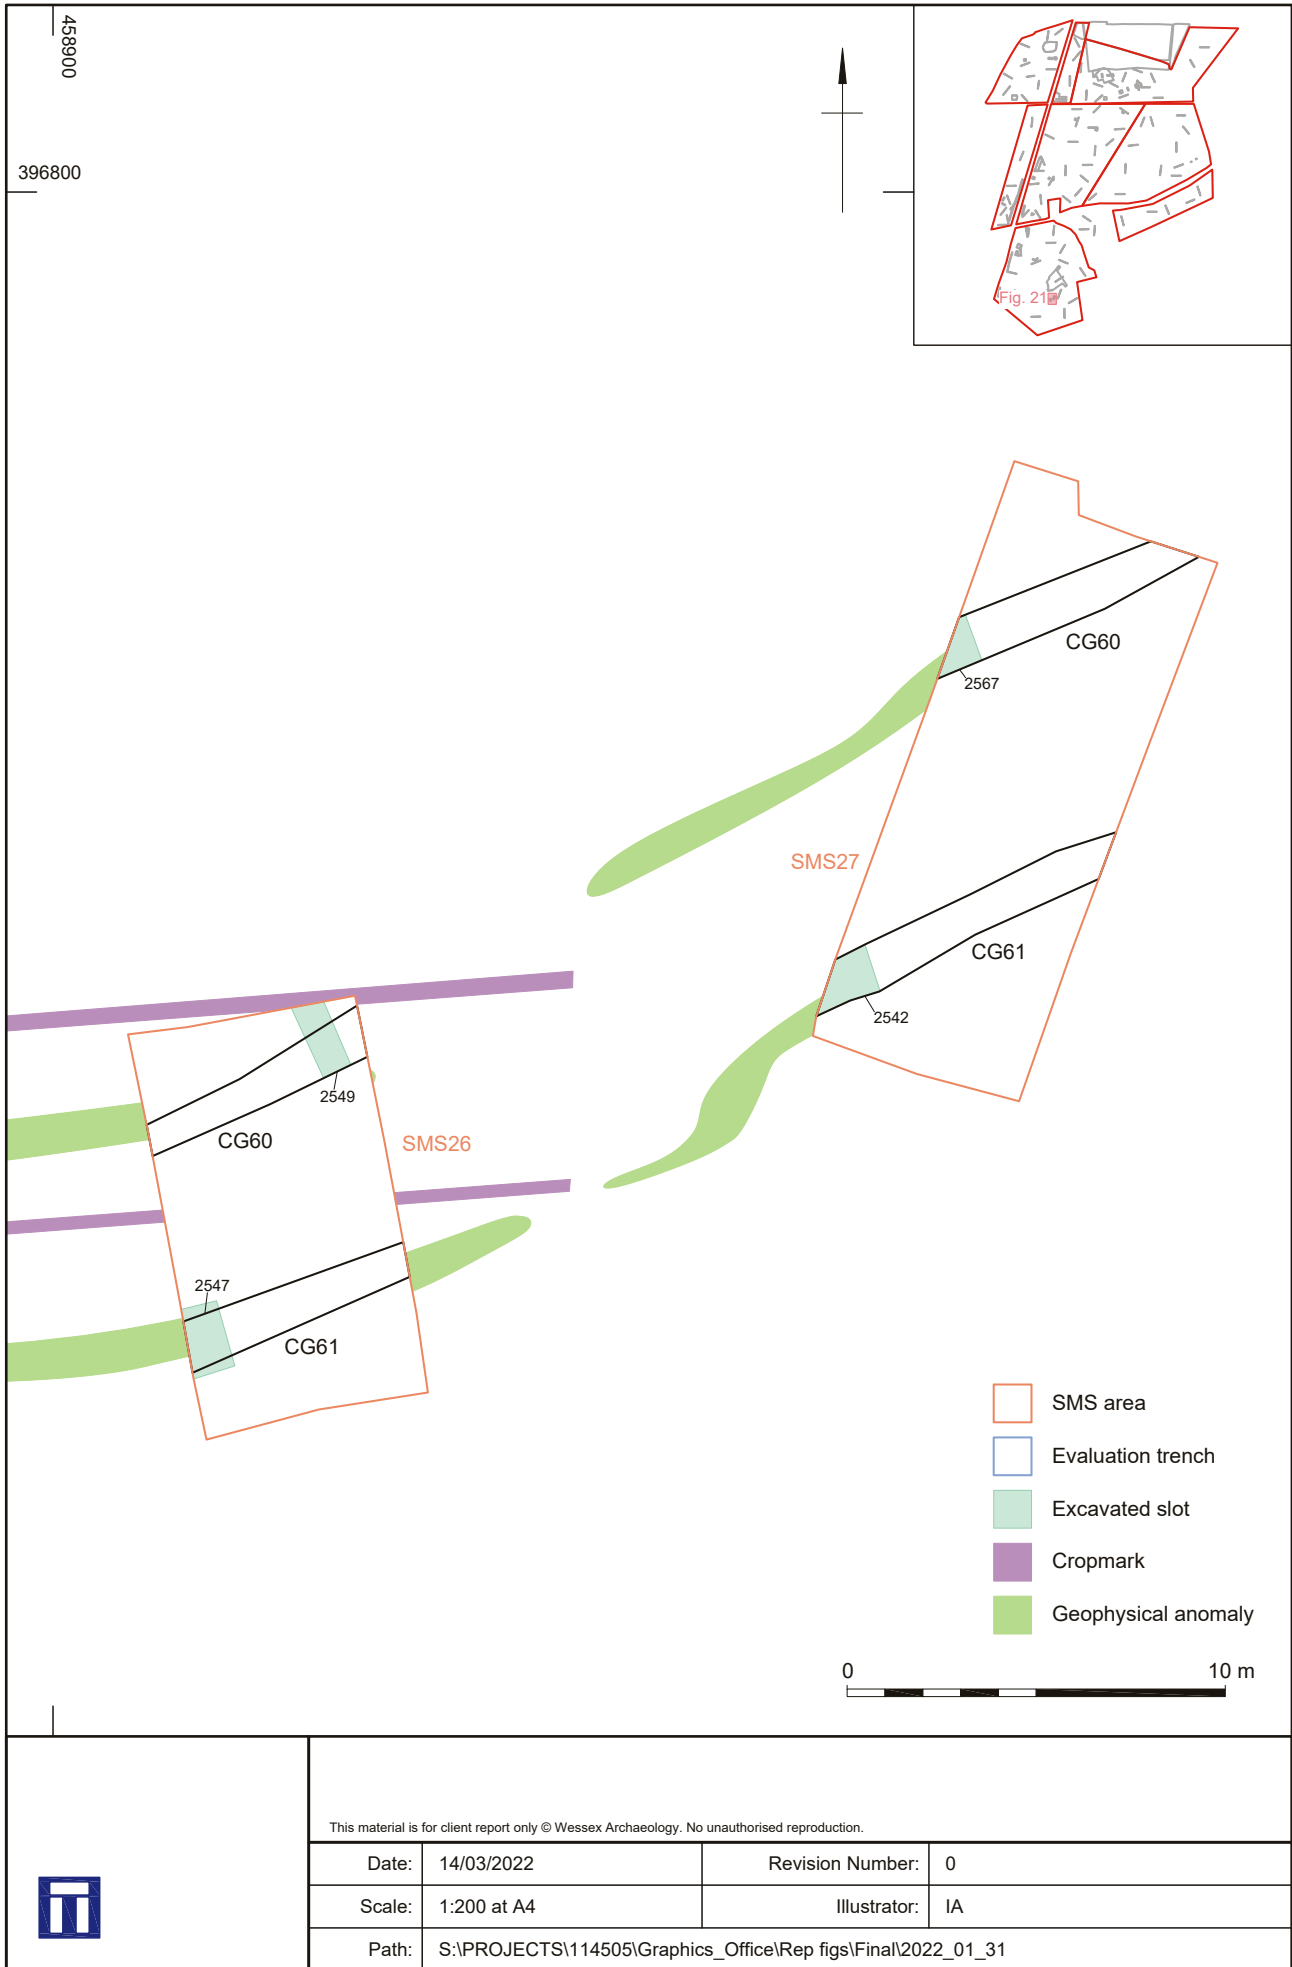 458900
396800
Fig. 21
CG60
2567
SMS27
CG61
2542
2549
CG60
SMS26
2547
CG61
SMS area
Evaluation trench
Excavated slot
Cropmark
Geophysical anomaly
0 10 m
This material is for client report only © Wessex Archaeology. No unauthorised reproduction.
Date: 14/03/2022 Revision Number: 0
Scale: 1:200 at A4 Illustrator: IA
Path: S:\PROJECTS\114505\Graphics_Office\Rep figs\Final\2022_01_31